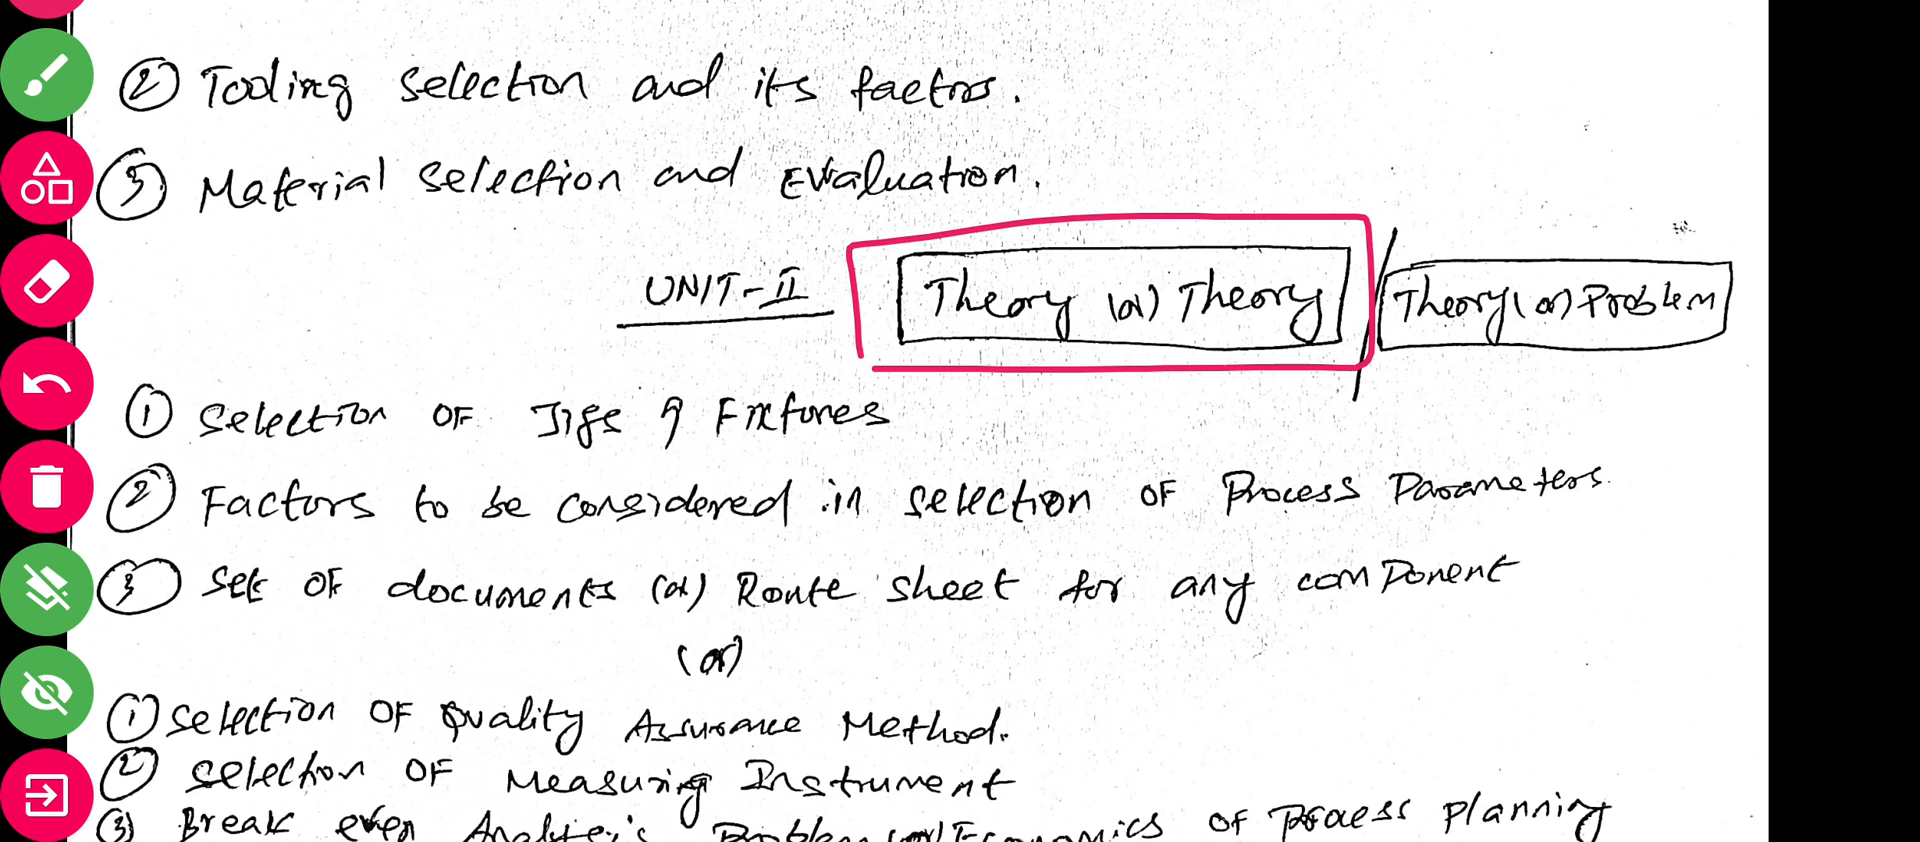 ② Tooling selection and its factors.
③ Material selection and Evaluation.
UNIT-II Theory (or) Theory / Theory (or) Problem
① selection OF Jigs & Fixtures
② Factors to be considered in selection OF Process Parameters.
③ set OF documents (or) Route sheet for any component
(or)
① selection OF Quality Assurance Method.
② selection OF Measuring Instrument
③ Break even Analysis Problem (or) Economics OF Process Planning